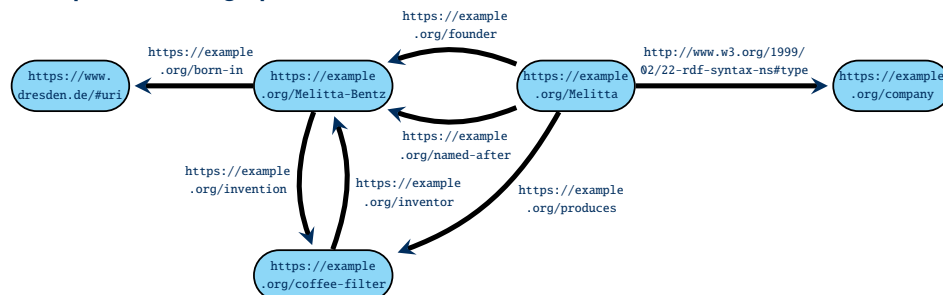 https://example
.org/founder
https://example
.org/born-in
http://www.w3.org/1999/
02/22-rdf-syntax-ns#type
https://www.
dresden.de/#uri
https://example
.org/Melitta-Bentz
https://example
.org/Melitta
https://example
.org/company
https://example
.org/named-after
https://example
.org/invention
https://example
.org/inventor
https://example
.org/produces
https://example
.org/coffee-filter